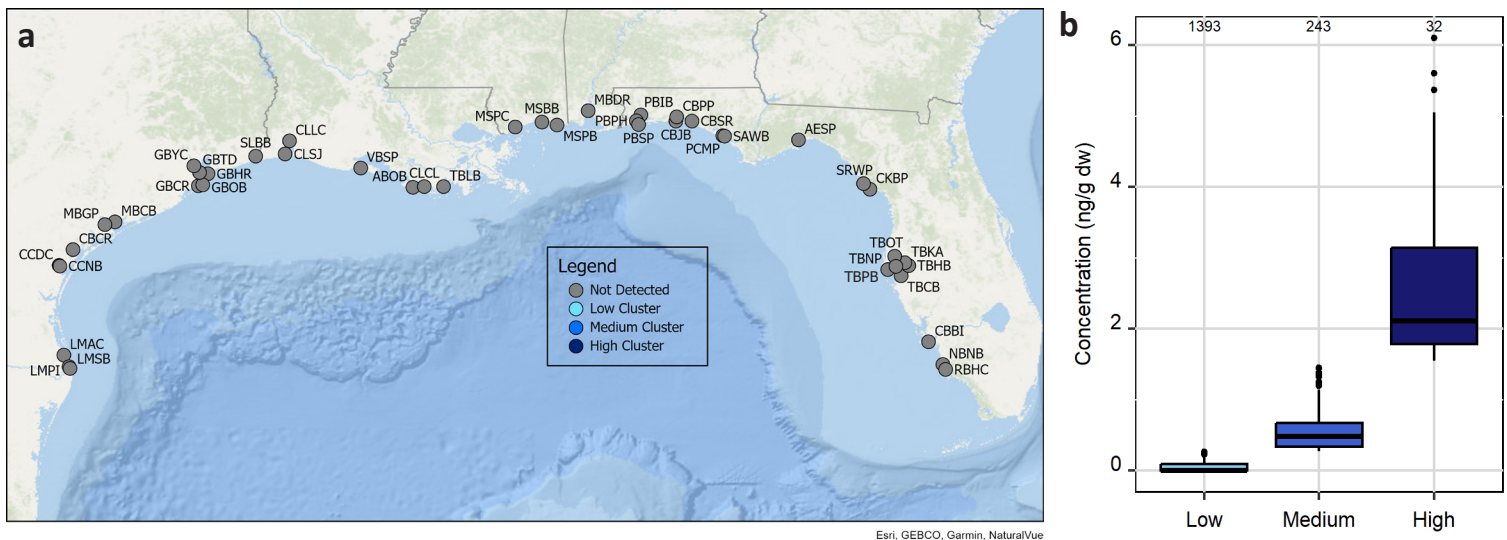 a
MSPC
MSBB
MBDR
MSPB
PBIB
PBPH
PBSP
CBPP
CBJB
CBSR
PCMP
SAWB
AESP
CLLC
SLBB
CLSJ
GBYC
GBTD
GBHR
GBCR
GBOB
VBSP
ABOB
CLCL
TBLB
SRWP
CKBP
MBGP
MBCB
CBCR
CCDC
CCNB
TBOT
TBKA
TBNP
TBHB
TBPB
TBCB
Legend
Not Detected
Low Cluster
Medium Cluster
High Cluster
LMAC
LMSB
LMPI
CBBI
NBNB
RBHC
Esri, GEBCO, Garmin, NaturalVue
b
1393
243
32
6
4
2
0
Concentration (ng/g dw)
Low
Medium
High